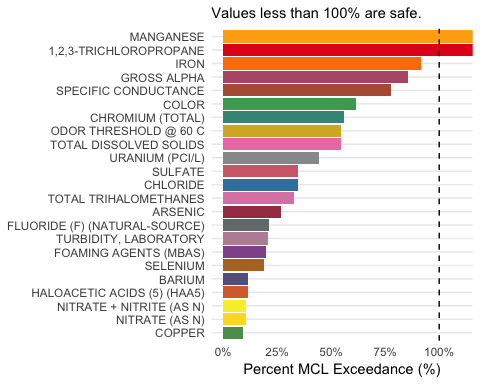 Values less than 100% are safe.
MANGANESE
1,2,3-TRICHLOROPROPANE
IRON
GROSS ALPHA
SPECIFIC CONDUCTANCE
COLOR
CHROMIUM (TOTAL)
ODOR THRESHOLD @ 60 C
TOTAL DISSOLVED SOLIDS
URANIUM (PCI/L)
SULFATE
CHLORIDE
TOTAL TRIHALOMETHANES
ARSENIC
FLUORIDE (F) (NATURAL-SOURCE)
TURBIDITY, LABORATORY
FOAMING AGENTS (MBAS)
SELENIUM
BARIUM
HALOACETIC ACIDS (5) (HAA5)
NITRATE + NITRITE (AS N)
NITRATE (AS N)
COPPER
0% 25% 50% 75% 100%
Percent MCL Exceedance (%)